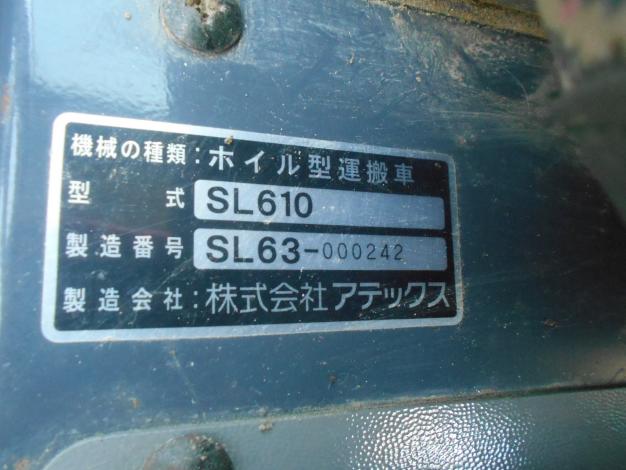 機械の種類：ホイル型運搬車
型　式 SL610
製造番号 SL63-000242
製造会社：株式会社アテックス